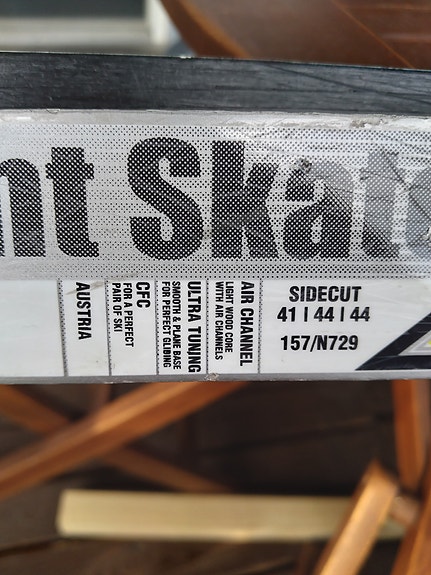 nt Skat
AUSTRIA
CFC
FOR A PERFECT
PAIR OF SKI
ULTRA TUNING
SMOOTH & PLANE BASE
FOR PERFECT GLIDING
AIR CHANNEL
LIGHT WOOD CORE
WITH AIR CHANNELS
SIDECUT
41 | 44 | 44
157/N729